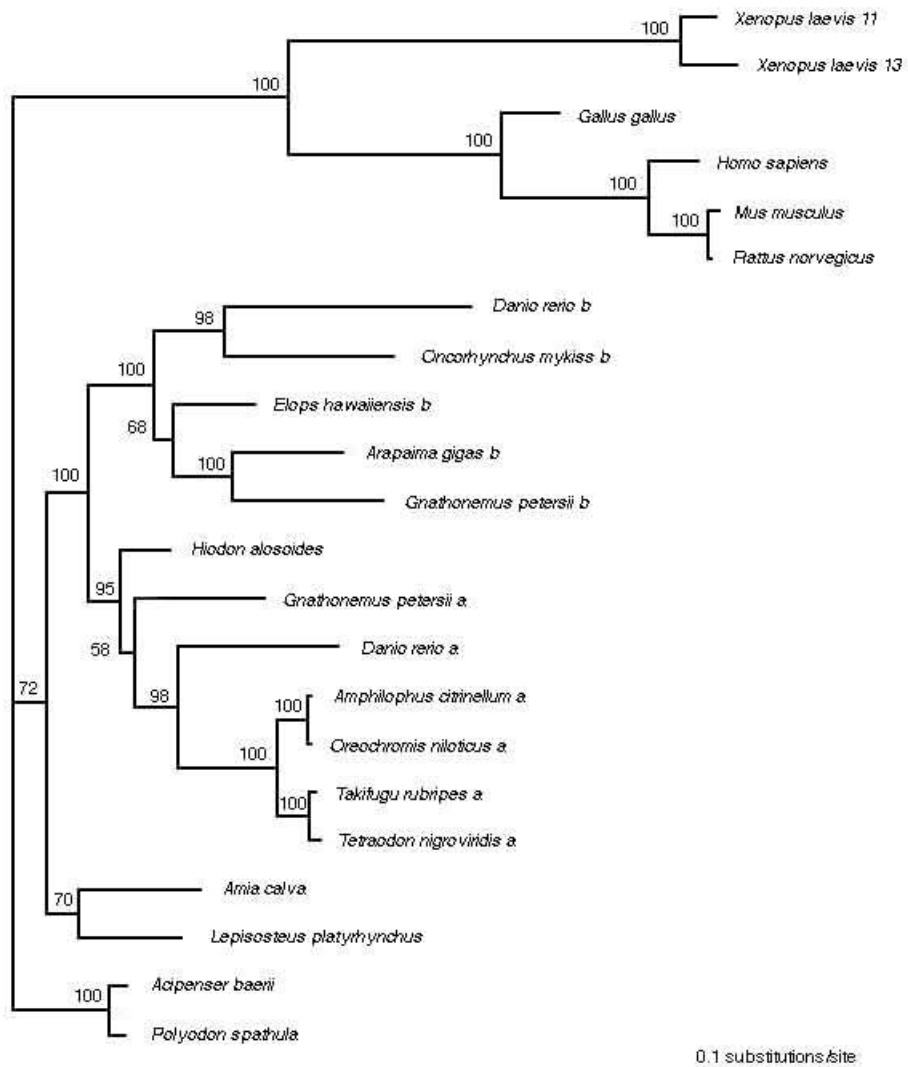 Xenopus laevis 11
100
Xenopus laevis 13
100
Gallus gallus
100
Homo sapiens
100
Mus musculus
100
Rattus norvegicus
Danio rerio b
98
Oncorhynchus mykiss b
100
Elops hawaiiensis b
68
Arapaima gigas b
100
100
Gnathonemus petersii b
Hiodon alosoides
95
Gnathonemus petersii a
58
Danio rerio a
72
98
Amphilophus citrinellum a
100
Oreochromis niloticus a
100
Takifugu rubripes a
100
Tetraodon nigroviridis a
Amia calva
70
Lepisosteus platyrhynchus
Acipenser baerii
100
Polyodon spathula
0.1 substitutions/site